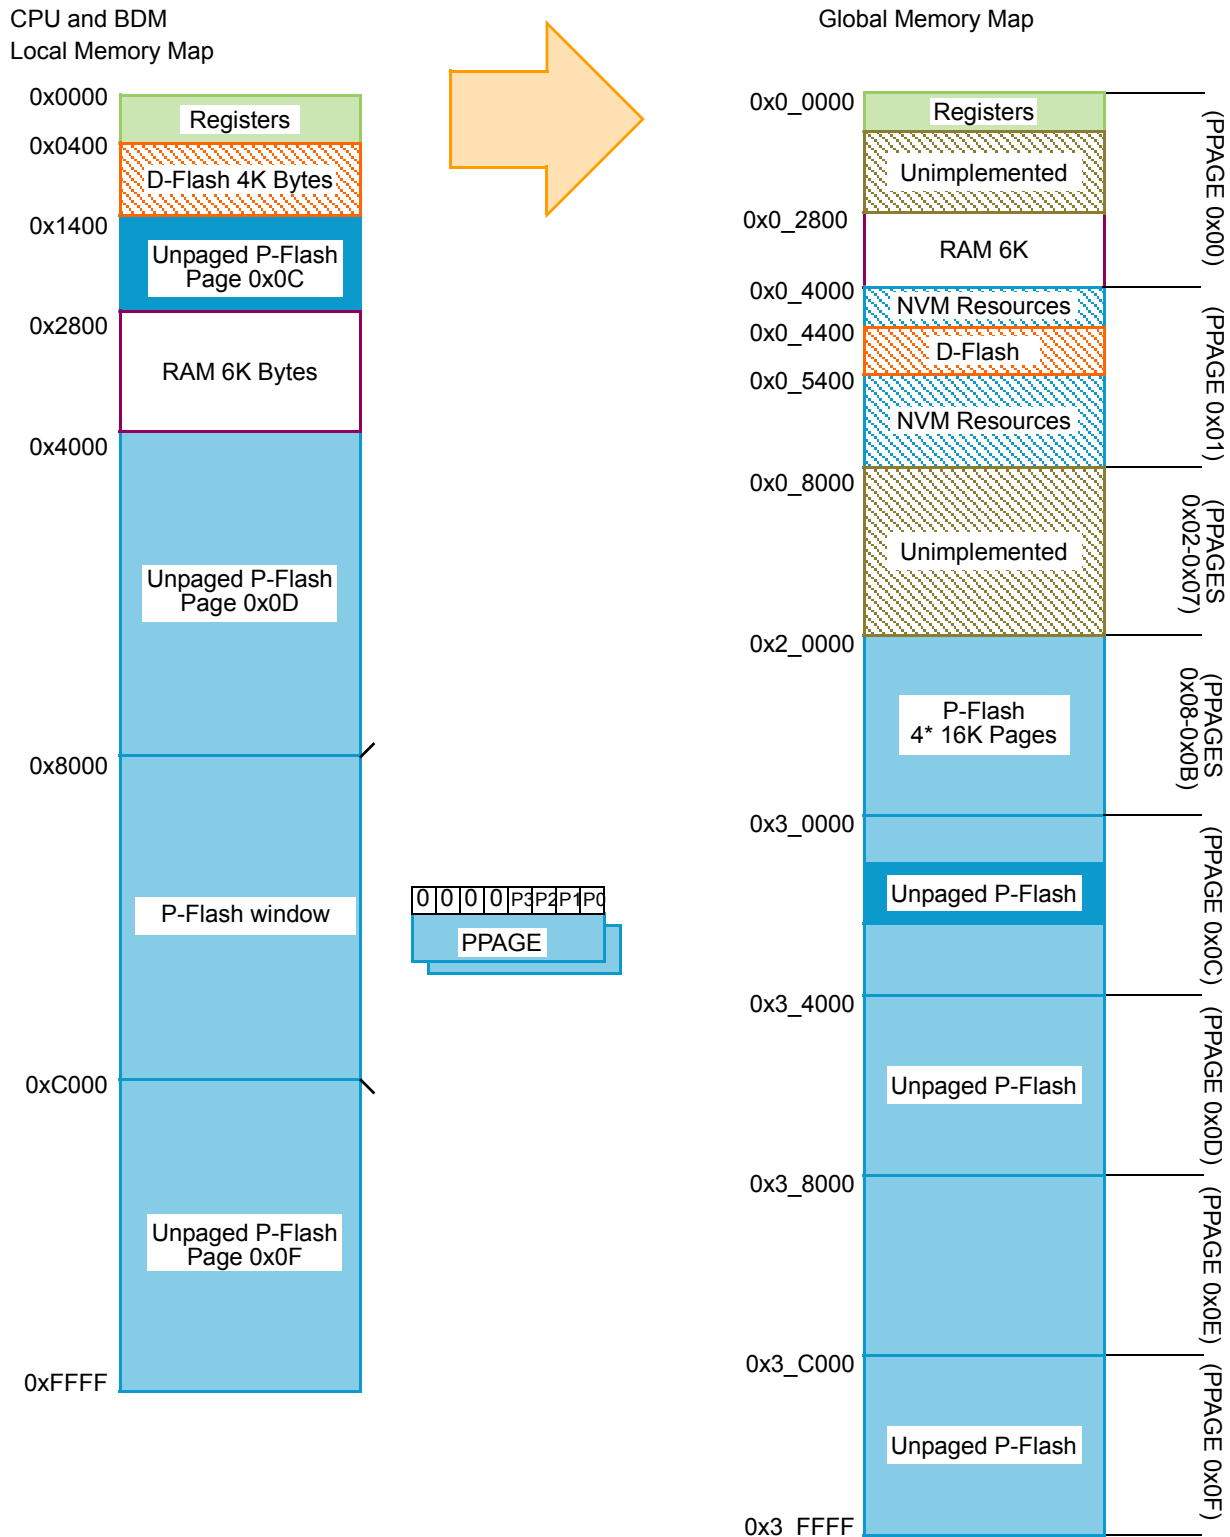 CPU and BDM
Local Memory Map
0x0000
Registers
0x0400
D-Flash 4K Bytes
0x1400
Unpaged P-Flash
Page 0x0C
0x2800
RAM 6K Bytes
0x4000
Unpaged P-Flash
Page 0x0D
0x8000
P-Flash window
0xC000
Unpaged P-Flash
Page 0x0F
0xFFFF
0 0 0 0 P3 P2 P1 P0
PPAGE
Global Memory Map
0x0_0000
Registers
Unimplemented
(PPAGE 0x00)
0x0_2800
RAM 6K
0x0_4000
NVM Resources
0x0_4400
D-Flash
(PPAGE 0x01)
0x0_5400
NVM Resources
0x0_8000
Unimplemented
(PPAGES
0x02-0x07)
0x2_0000
P-Flash
4* 16K Pages
(PPAGES
0x08-0x0B)
0x3_0000
Unpaged P-Flash
(PPAGE 0x0C)
0x3_4000
Unpaged P-Flash
(PPAGE 0x0D)
0x3_8000
(PPAGE 0x0E)
0x3_C000
Unpaged P-Flash
(PPAGE 0x0F)
0x3_FFFF